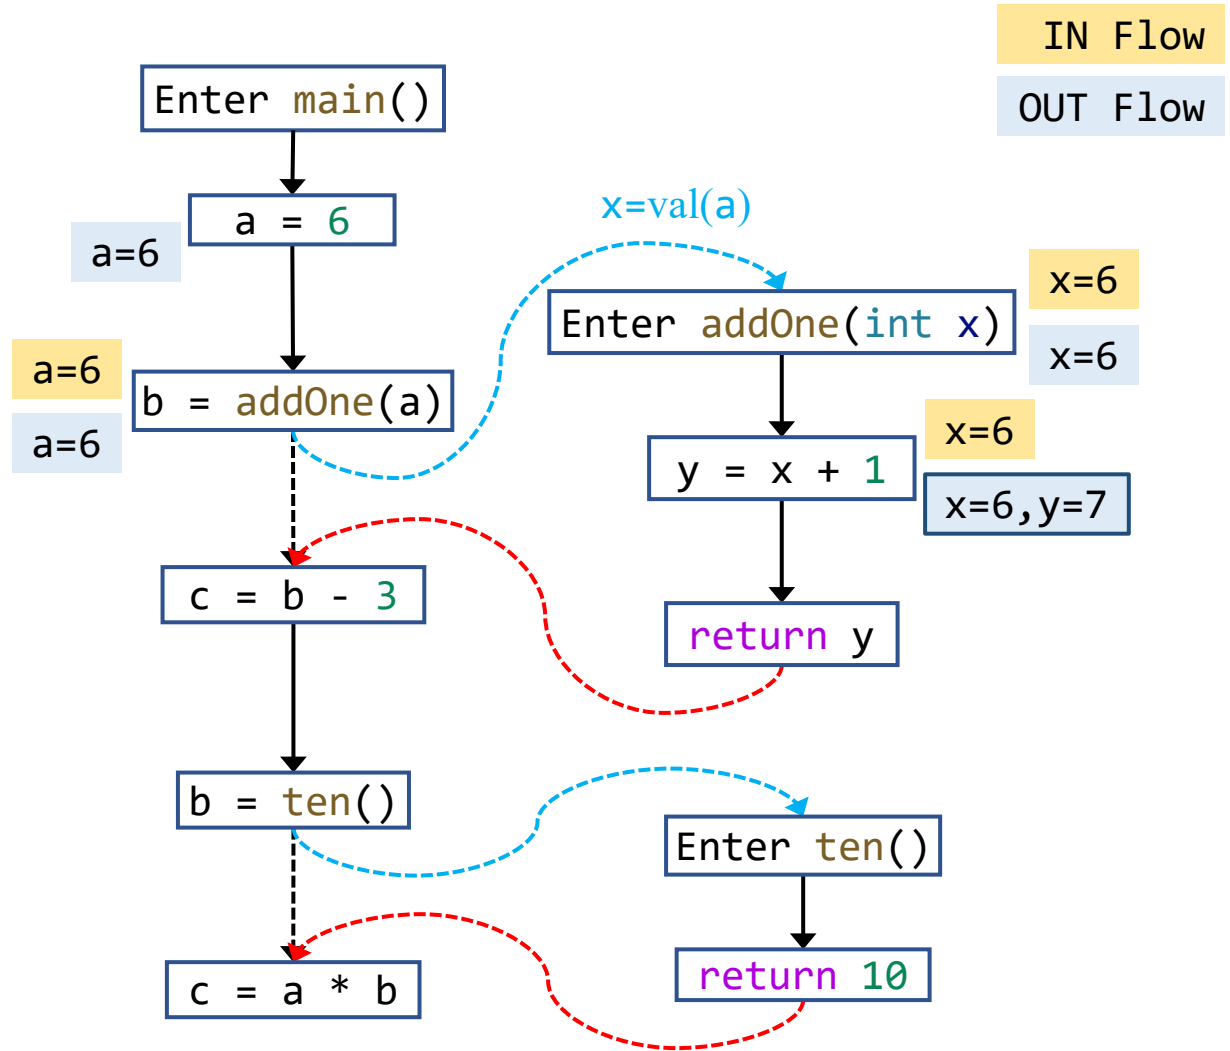 IN Flow
OUT Flow
Enter main()
a = 6
a=6
x=val(a)
Enter addOne(int x)
x=6
x=6
a=6
b = addOne(a)
a=6
y = x + 1
x=6
x=6,y=7
c = b - 3
return y
b = ten()
Enter ten()
c = a * b
return 10